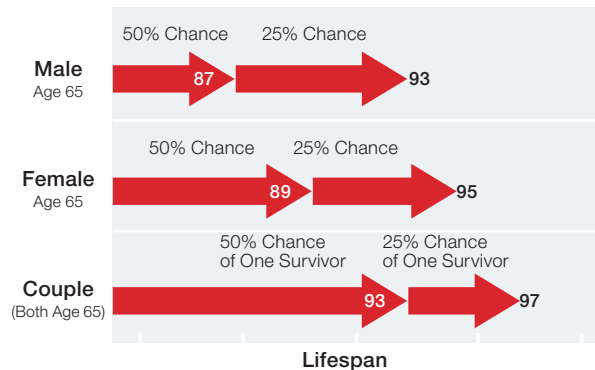 50% Chance 25% Chance
Male
Age 65
87
93
50% Chance 25% Chance
Female
Age 65
89
95
50% Chance
of One Survivor
25% Chance
of One Survivor
Couple
(Both Age 65)
93
97
Lifespan